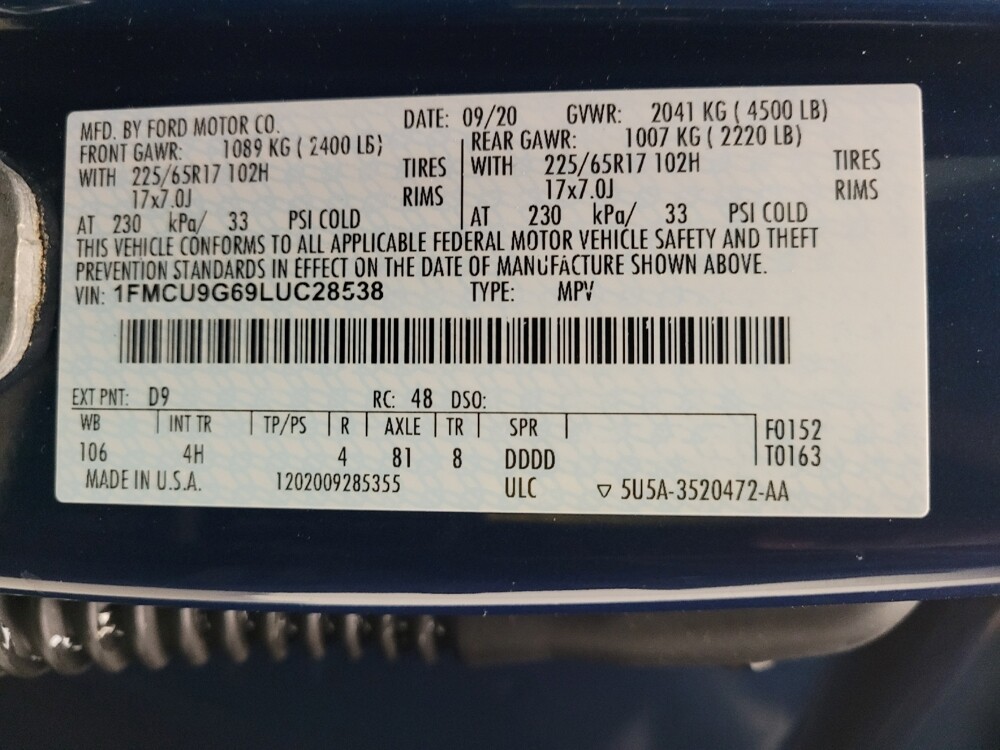 MFD. BY FORD MOTOR CO. DATE: 09/20 GVWR: 2041 KG ( 4500 LB)
FRONT GAWR: 1089 KG ( 2400 LB) REAR GAWR: 1007 KG ( 2220 LB)
WITH 225/65R17 102H TIRES WITH 225/65R17 102H TIRES
17x7.0J RIMS 17x7.0J RIMS
AT 230 kPa/ 33 PSI COLD AT 230 kPa/ 33 PSI COLD
THIS VEHICLE CONFORMS TO ALL APPLICABLE FEDERAL MOTOR VEHICLE SAFETY AND THEFT
PREVENTION STANDARDS IN EFFECT ON THE DATE OF MANUFACTURE SHOWN ABOVE.
VIN: 1FMCU9G69LUC28538 TYPE: MPV
EXT PNT: D9 RC: 48 DSO:
WB INT TR TP/PS R AXLE TR SPR F0152
106 4H 4 81 8 DDDD T0163
MADE IN U.S.A. 1202009285355 ULC ▽ 5U5A-3520472-AA